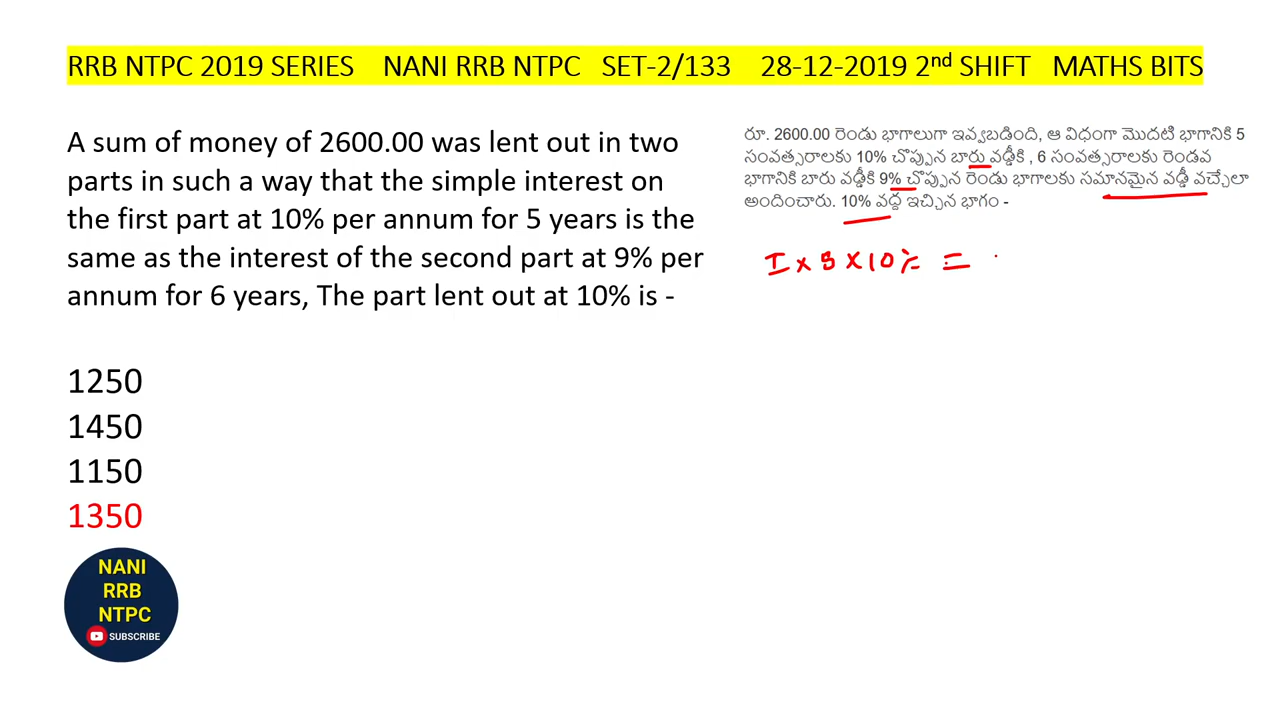 RRB NTPC 2019 SERIES NANI RRB NTPC SET-2/133 28-12-2019 2nd SHIFT MATHS BITS
A sum of money of 2600.00 was lent out in two
parts in such a way that the simple interest on
the first part at 10% per annum for 5 years is the
same as the interest of the second part at 9% per
annum for 6 years, The part lent out at 10% is -
1250
1450
1150
1350
రూ. 2600.00 రెండు భాగాలుగా ఇవ్వబడింది, ఆ విధంగా మొదటి భాగానికి 5
సంవత్సరాలకు 10% చొప్పున బారు వడ్డీకి , 6 సంవత్సరాలకు రెండవ
భాగానికి బారు వడ్డీకి 9% చొప్పున రెండు భాగాలకు సమానమైన వడ్డీ వచ్చేలా
అందించారు. 10% వద్ద ఇచ్చిన భాగం -
I × 5 × 10% =
NANI
RRB
NTPC
SUBSCRIBE